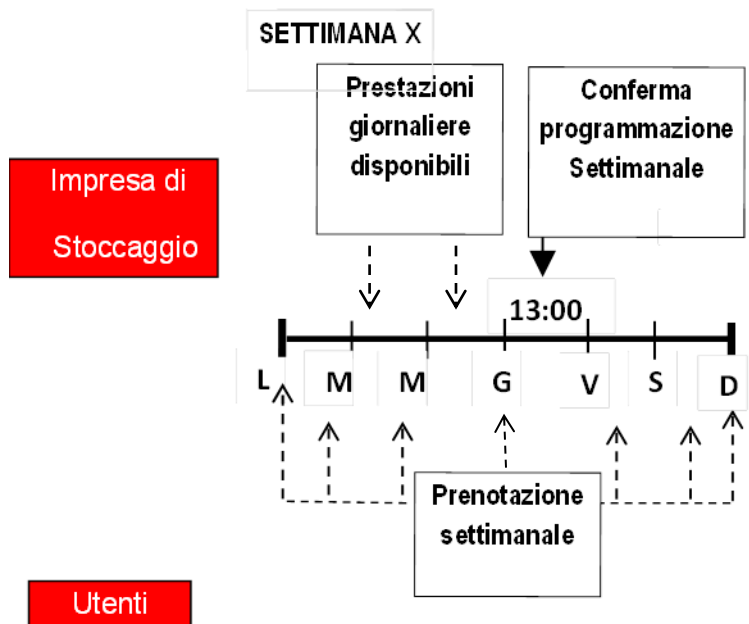 SETTIMANA X
Prestazioni
giornaliere
disponibili
Conferma
programmazione
Settimanale
Impresa di
Stoccaggio
13:00
L M M G V S D
Prenotazione
settimanale
Utenti